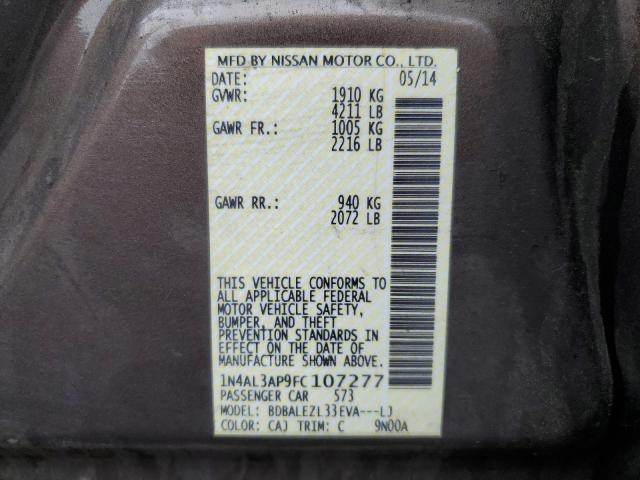 MFD BY NISSAN MOTOR CO., LTD.
DATE: 05/14
GVWR: 1910 KG
4211 LB
GAWR FR.: 1005 KG
2216 LB
GAWR RR.: 940 KG
2072 LB
THIS VEHICLE CONFORMS TO
ALL APPLICABLE FEDERAL
MOTOR VEHICLE SAFETY,
BUMPER, AND THEFT
PREVENTION STANDARDS IN
EFFECT ON THE DATE OF
MANUFACTURE SHOWN ABOVE.
1N4AL3AP9FC107277
PASSENGER CAR 573
MODEL: BDBALEZL33EVA---LJ
COLOR: CAJ TRIM: C 9N00A